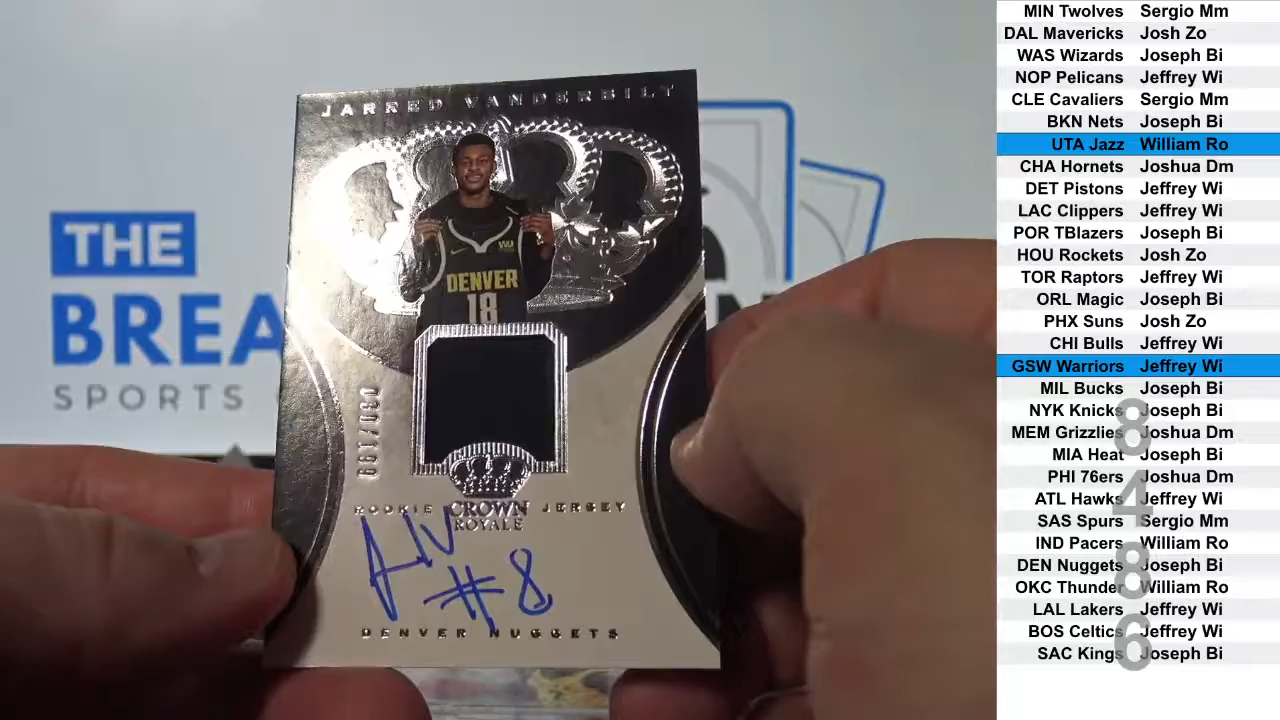 JARRED VANDERBILT
WU
DENVER
18
030/199
ROOKIE CROWN JERSEY
ROYALE
#8
DENVER NUGGETS
THE
BREA
SPORTS
MIN Twolves Sergio Mm
DAL Mavericks Josh Zo
WAS Wizards Joseph Bi
NOP Pelicans Jeffrey Wi
CLE Cavaliers Sergio Mm
BKN Nets Joseph Bi
UTA Jazz William Ro
CHA Hornets Joshua Dm
DET Pistons Jeffrey Wi
LAC Clippers Jeffrey Wi
POR TBlazers Joseph Bi
HOU Rockets Josh Zo
TOR Raptors Jeffrey Wi
ORL Magic Joseph Bi
PHX Suns Josh Zo
CHI Bulls Jeffrey Wi
GSW Warriors Jeffrey Wi
MIL Bucks Joseph Bi
NYK Knicks Joseph Bi
MEM Grizzlies Joshua Dm
MIA Heat Joseph Bi
PHI 76ers Joshua Dm
ATL Hawks Jeffrey Wi
SAS Spurs Sergio Mm
IND Pacers William Ro
DEN Nuggets Joseph Bi
OKC Thunder William Ro
LAL Lakers Jeffrey Wi
BOS Celtics Jeffrey Wi
SAC Kings Joseph Bi
8
4
8
6